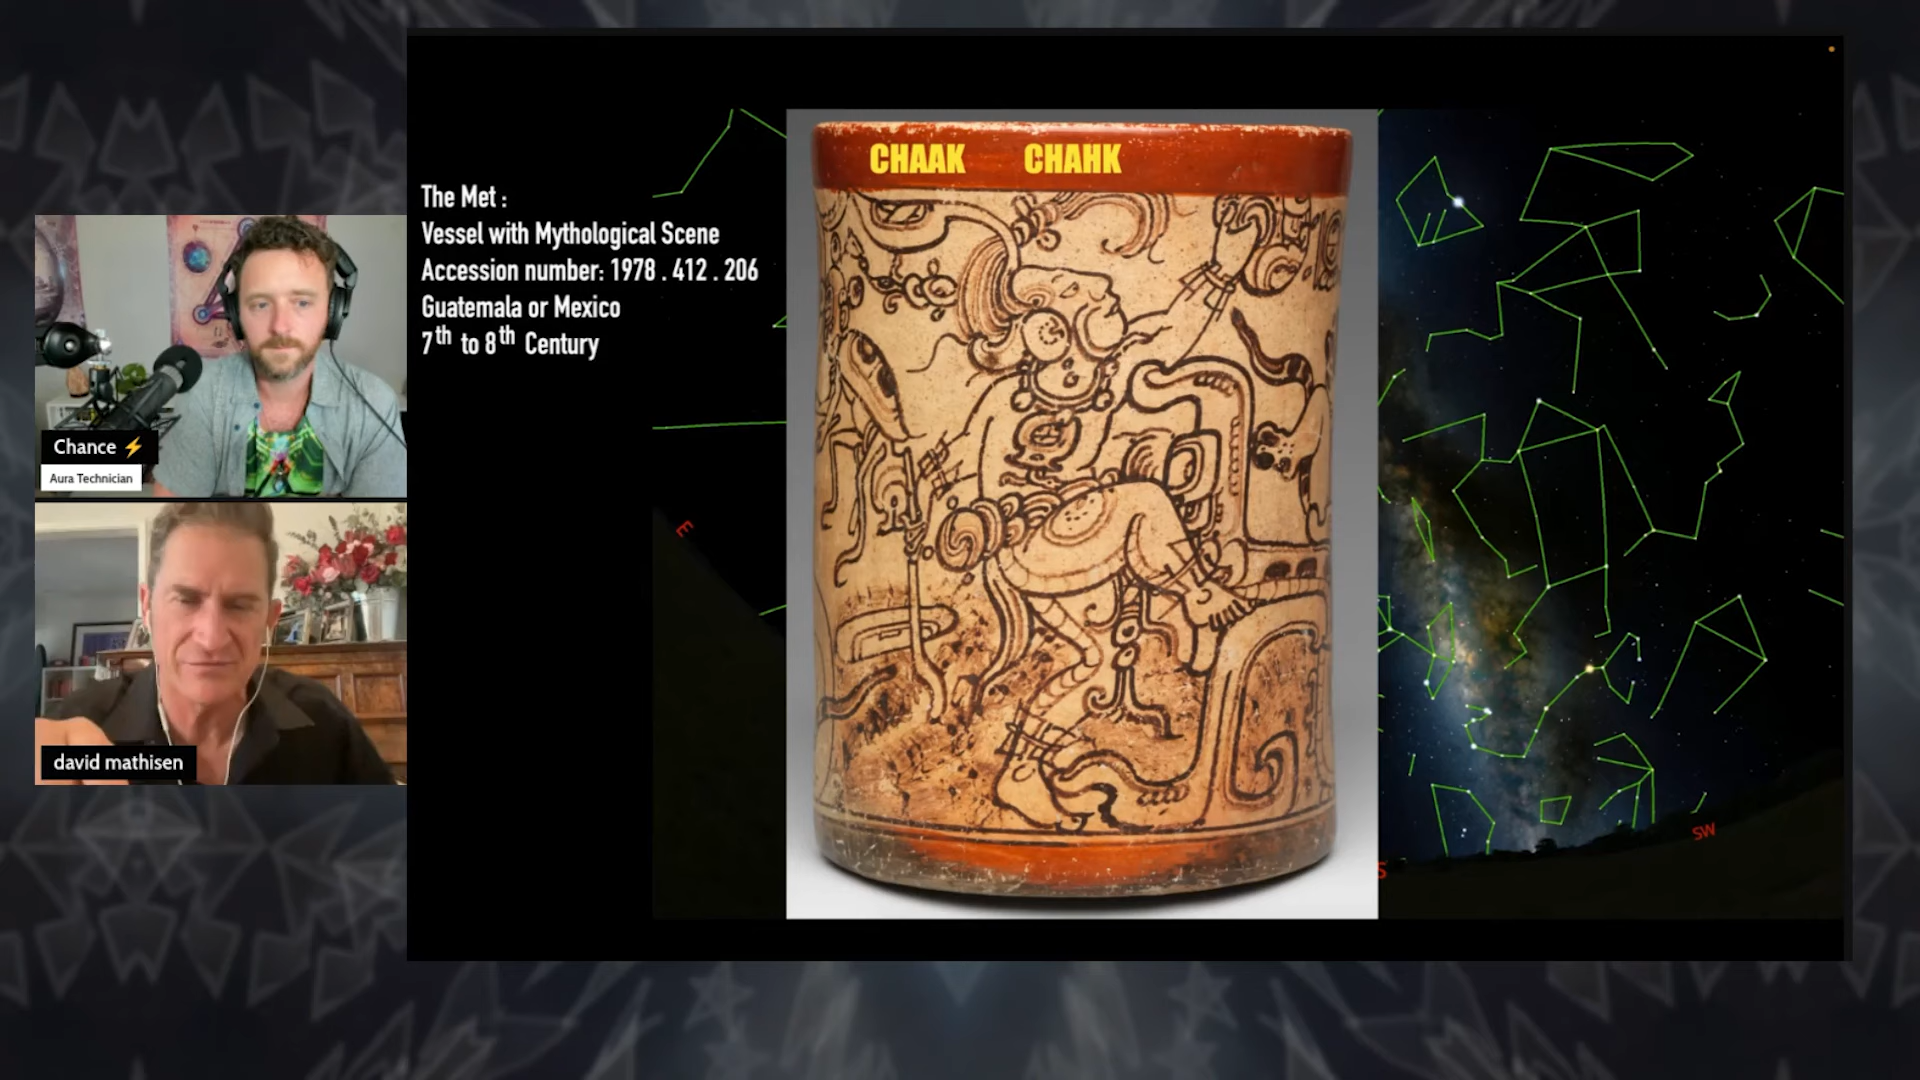 CHAAK CHAHK
The Met :
Vessel with Mythological Scene
Accession number: 1978 . 412 . 206
Guatemala or Mexico
7th to 8th Century
Chance ⚡
Aura Technician
david mathisen
E
S
SW